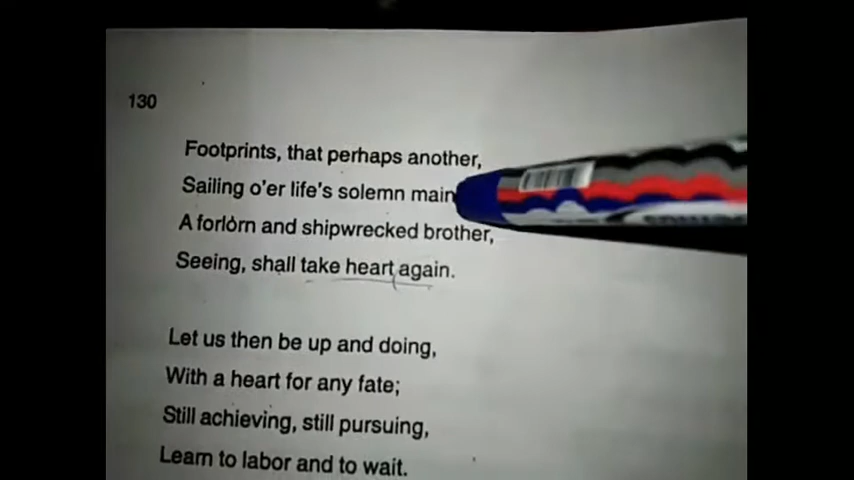 130
Footprints, that perhaps another,
Sailing o'er life's solemn main
A forlorn and shipwrecked brother,
Seeing, shall take heart again.
Let us then be up and doing,
With a heart for any fate;
Still achieving, still pursuing,
Learn to labor and to wait.